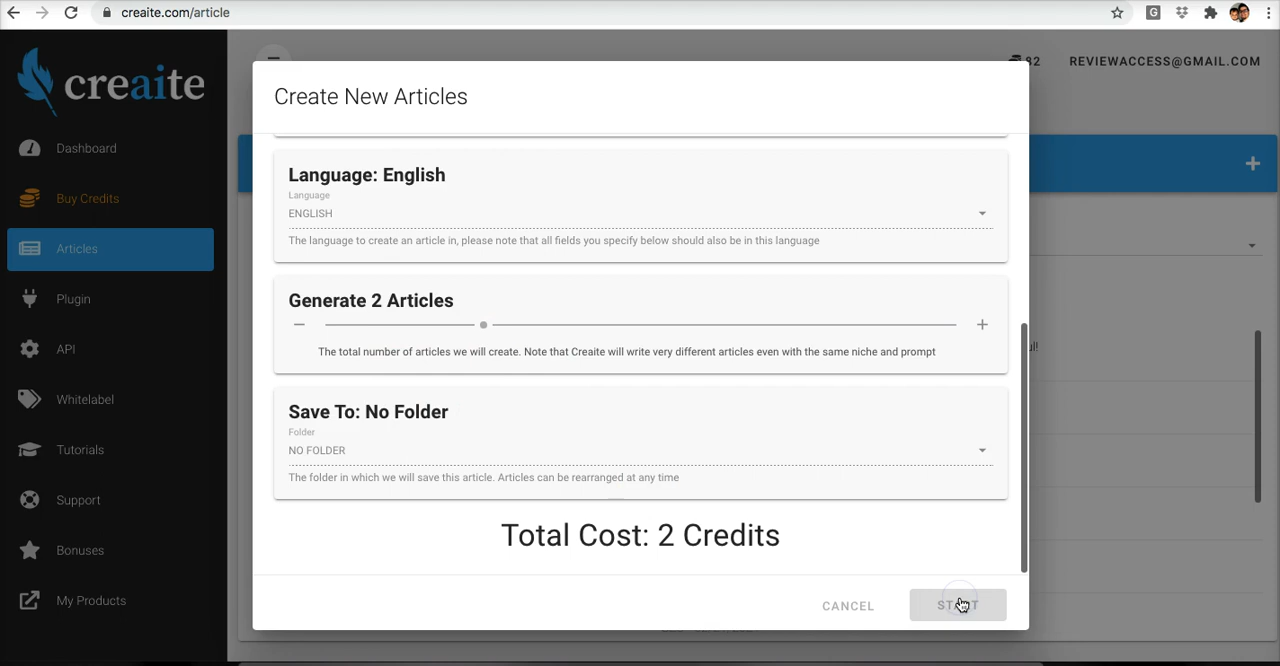 creaite.com/article
G
creaite
82
REVIEWACCESS@GMAIL.COM
Dashboard
Buy Credits
Articles
Plugin
API
Whitelabel
Tutorials
Support
Bonuses
My Products
Create New Articles
Language: English
Language
ENGLISH
The language to create an article in, please note that all fields you specify below should also be in this language
Generate 2 Articles
The total number of articles we will create. Note that Creaite will write very different articles even with the same niche and prompt
Save To: No Folder
Folder
NO FOLDER
The folder in which we will save this article. Articles can be rearranged at any time
Total Cost: 2 Credits
CANCEL
START